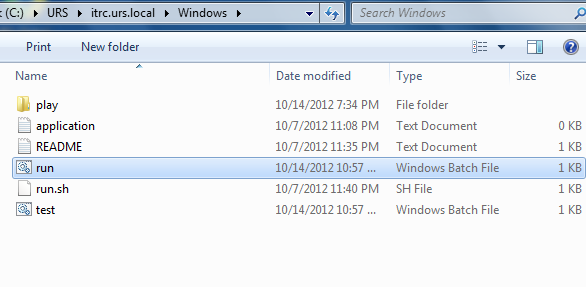 (C:) ▸ URS ▸ itrc.urs.local ▸ Windows ▸ Search Windows
Print New folder
Name Date modified Type Size
play 10/14/2012 7:34 PM File folder
application 10/7/2012 11:08 PM Text Document 0 KB
README 10/7/2012 11:35 PM Text Document 1 KB
run 10/14/2012 10:57 ... Windows Batch File 1 KB
run.sh 10/7/2012 11:40 PM SH File 1 KB
test 10/14/2012 10:57 ... Windows Batch File 1 KB